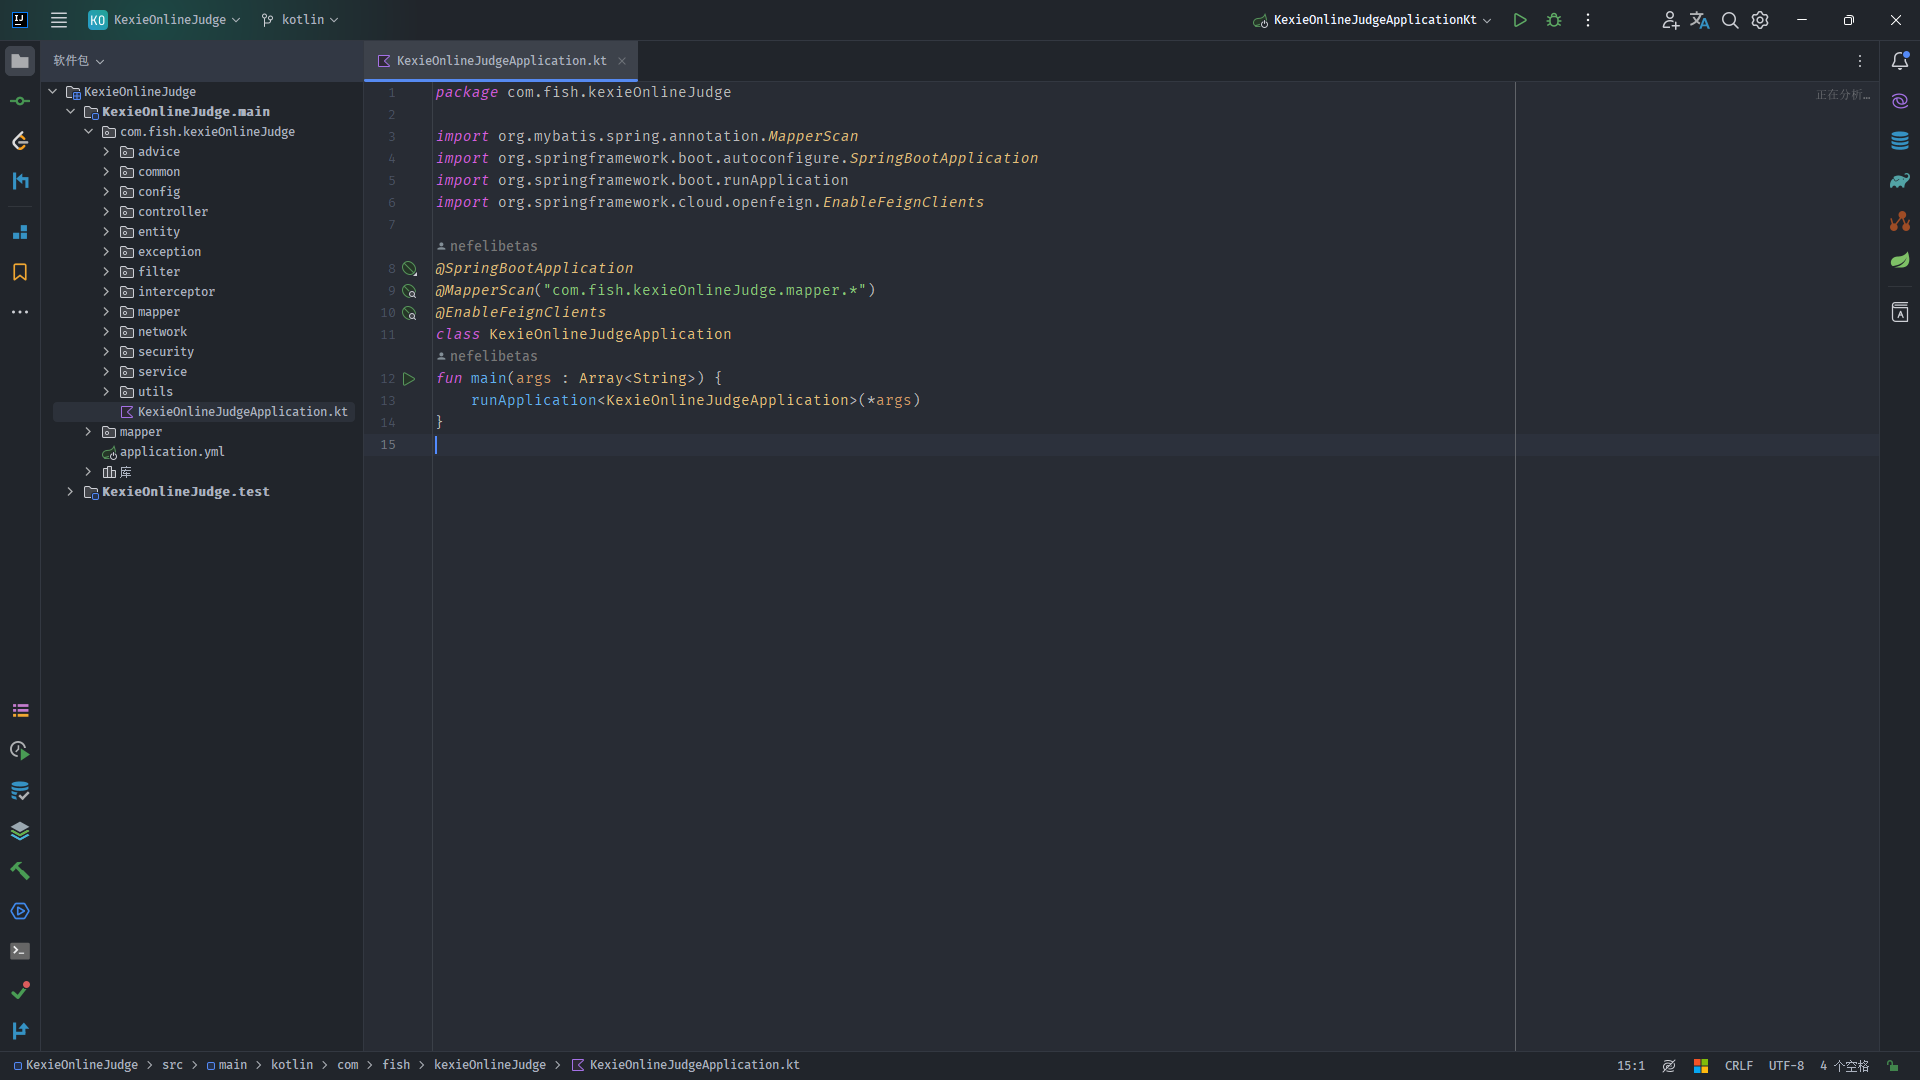 KO KexieOnlineJudge kotlin KexieOnlineJudgeApplicationKt
软件包
KexieOnlineJudge
KexieOnlineJudge.main
com.fish.kexieOnlineJudge
advice
common
config
controller
entity
exception
filter
interceptor
mapper
network
security
service
utils
KexieOnlineJudgeApplication.kt
mapper
application.yml
库
KexieOnlineJudge.test
KexieOnlineJudgeApplication.kt
正在分析...
1 package com.fish.kexieOnlineJudge
2
3 import org.mybatis.spring.annotation.MapperScan
4 import org.springframework.boot.autoconfigure.SpringBootApplication
5 import org.springframework.boot.runApplication
6 import org.springframework.cloud.openfeign.EnableFeignClients
7
nefelibetas
8 @SpringBootApplication
9 @MapperScan("com.fish.kexieOnlineJudge.mapper.*")
10 @EnableFeignClients
11 class KexieOnlineJudgeApplication
nefelibetas
12 fun main(args : Array<String>) {
13 runApplication<KexieOnlineJudgeApplication>(*args)
14 }
15
KexieOnlineJudge > src > main > kotlin > com > fish > kexieOnlineJudge > KexieOnlineJudgeApplication.kt
15:1 CRLF UTF-8 4 个空格